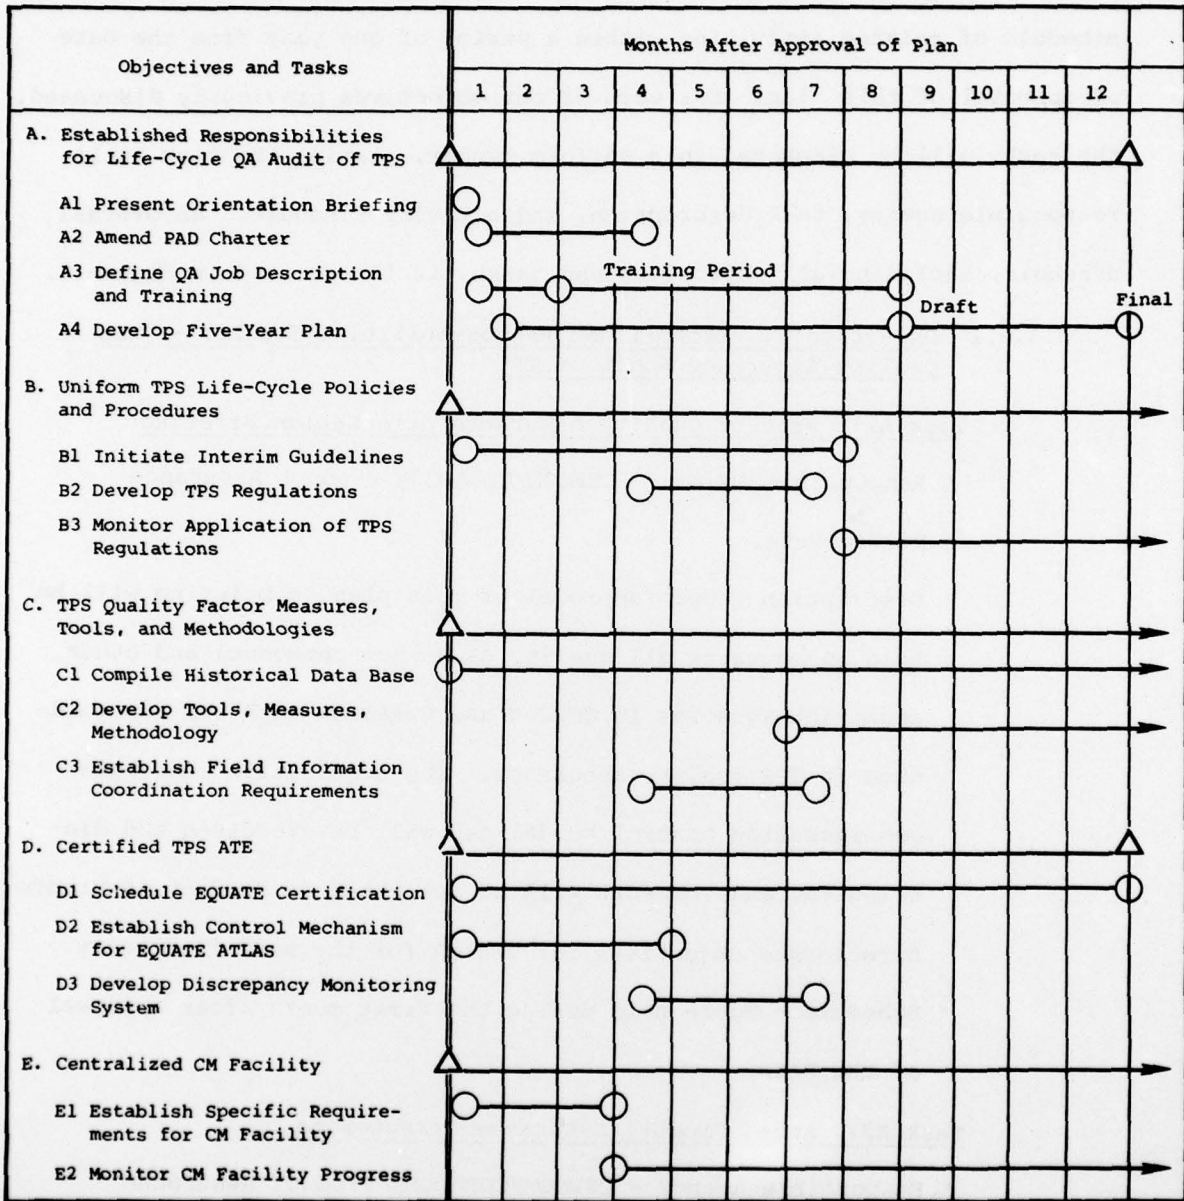 Months After Approval of Plan
Objectives and Tasks
1 2 3 4 5 6 7 8 9 10 11 12
A. Established Responsibilities
for Life-Cycle QA Audit of TPS
A1 Present Orientation Briefing
A2 Amend PAD Charter
A3 Define QA Job Description
and Training
Training Period
A4 Develop Five-Year Plan
Draft
Final
B. Uniform TPS Life-Cycle Policies
and Procedures
B1 Initiate Interim Guidelines
B2 Develop TPS Regulations
B3 Monitor Application of TPS
Regulations
C. TPS Quality Factor Measures,
Tools, and Methodologies
C1 Compile Historical Data Base
C2 Develop Tools, Measures,
Methodology
C3 Establish Field Information
Coordination Requirements
D. Certified TPS ATE
D1 Schedule EQUATE Certification
D2 Establish Control Mechanism
for EQUATE ATLAS
D3 Develop Discrepancy Monitoring
System
E. Centralized CM Facility
E1 Establish Specific Require-
ments for CM Facility
E2 Monitor CM Facility Progress